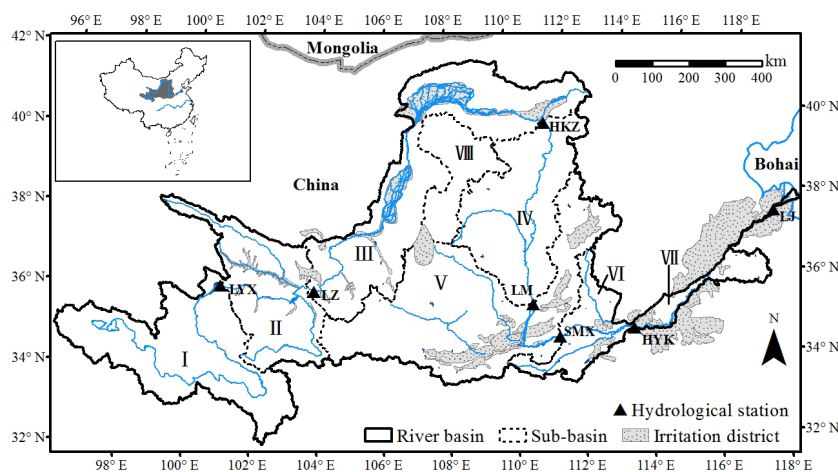 96° E 98° E 100° E 102° E 104° E 106° E 108° E 110° E 112° E 114° E 116° E 118° E
42° N
Mongolia
km
0 100 200 300 400
40° N
40° N
HKZ
Ⅷ
Bohai
China
38° N
38° N
LJ
Ⅳ
Ⅲ
Ⅶ
36° N
Ⅴ
Ⅵ
36° N
LYX
LZ
LM
N
Ⅱ
SMX
HYK
34° N
34° N
Ⅰ
Hydrological station
32° N
River basin
Sub-basin
Irritation district
32° N
98° E 100° E 102° E 104° E 106° E 108° E 110° E 112° E 114° E 116° E 118° E